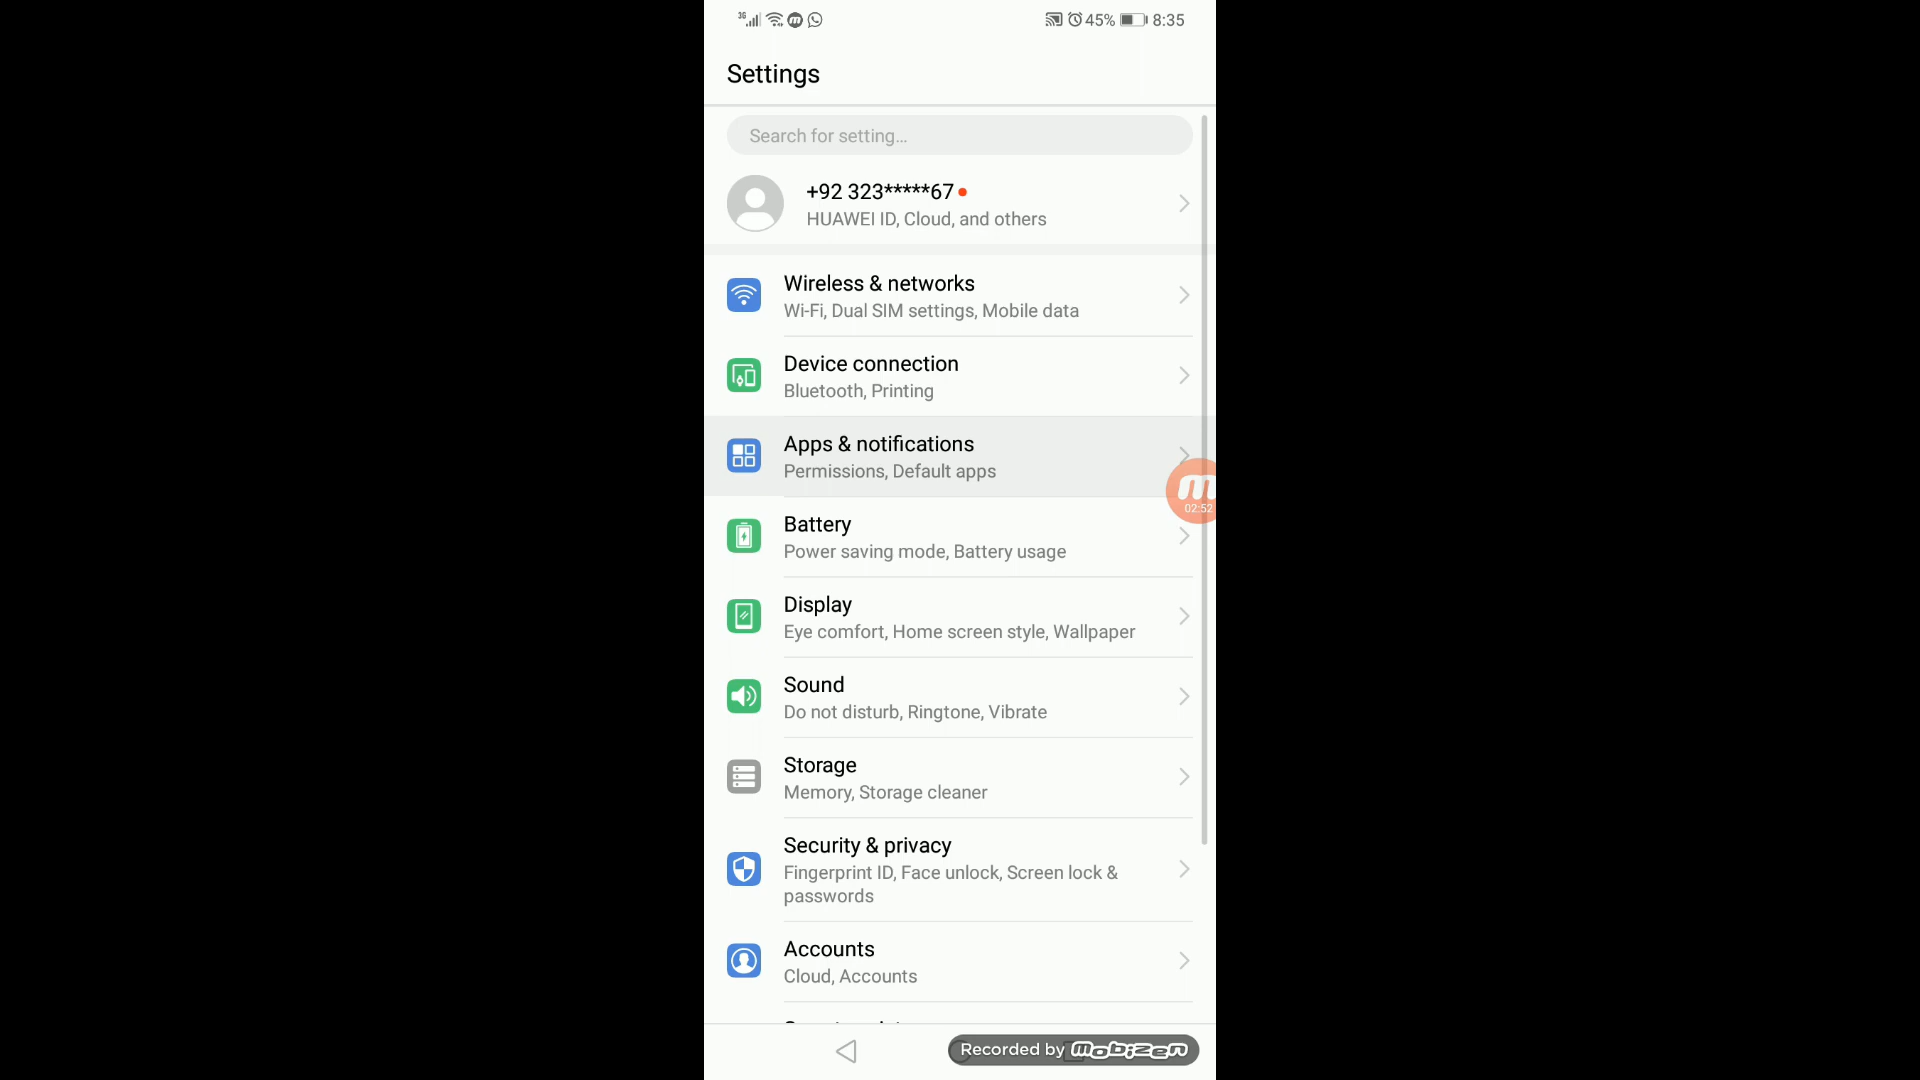 3G
45% 8:35
Settings
Search for setting...
+92 323*****67
HUAWEI ID, Cloud, and others
Wireless & networks
Wi-Fi, Dual SIM settings, Mobile data
Device connection
Bluetooth, Printing
Apps & notifications
Permissions, Default apps
02:52
Battery
Power saving mode, Battery usage
Display
Eye comfort, Home screen style, Wallpaper
Sound
Do not disturb, Ringtone, Vibrate
Storage
Memory, Storage cleaner
Security & privacy
Fingerprint ID, Face unlock, Screen lock &
passwords
Accounts
Cloud, Accounts
Recorded by mobizen